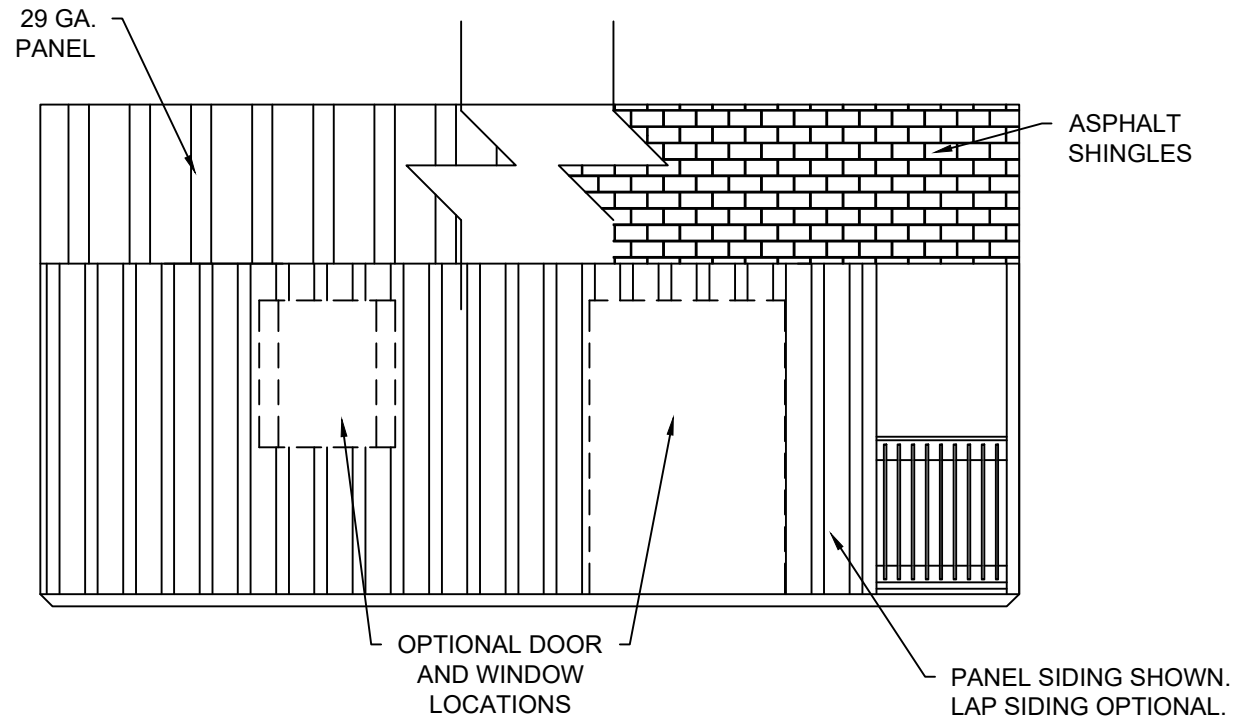 29 GA.
PANEL
ASPHALT
SHINGLES
OPTIONAL DOOR
AND WINDOW
LOCATIONS
PANEL SIDING SHOWN.
LAP SIDING OPTIONAL.